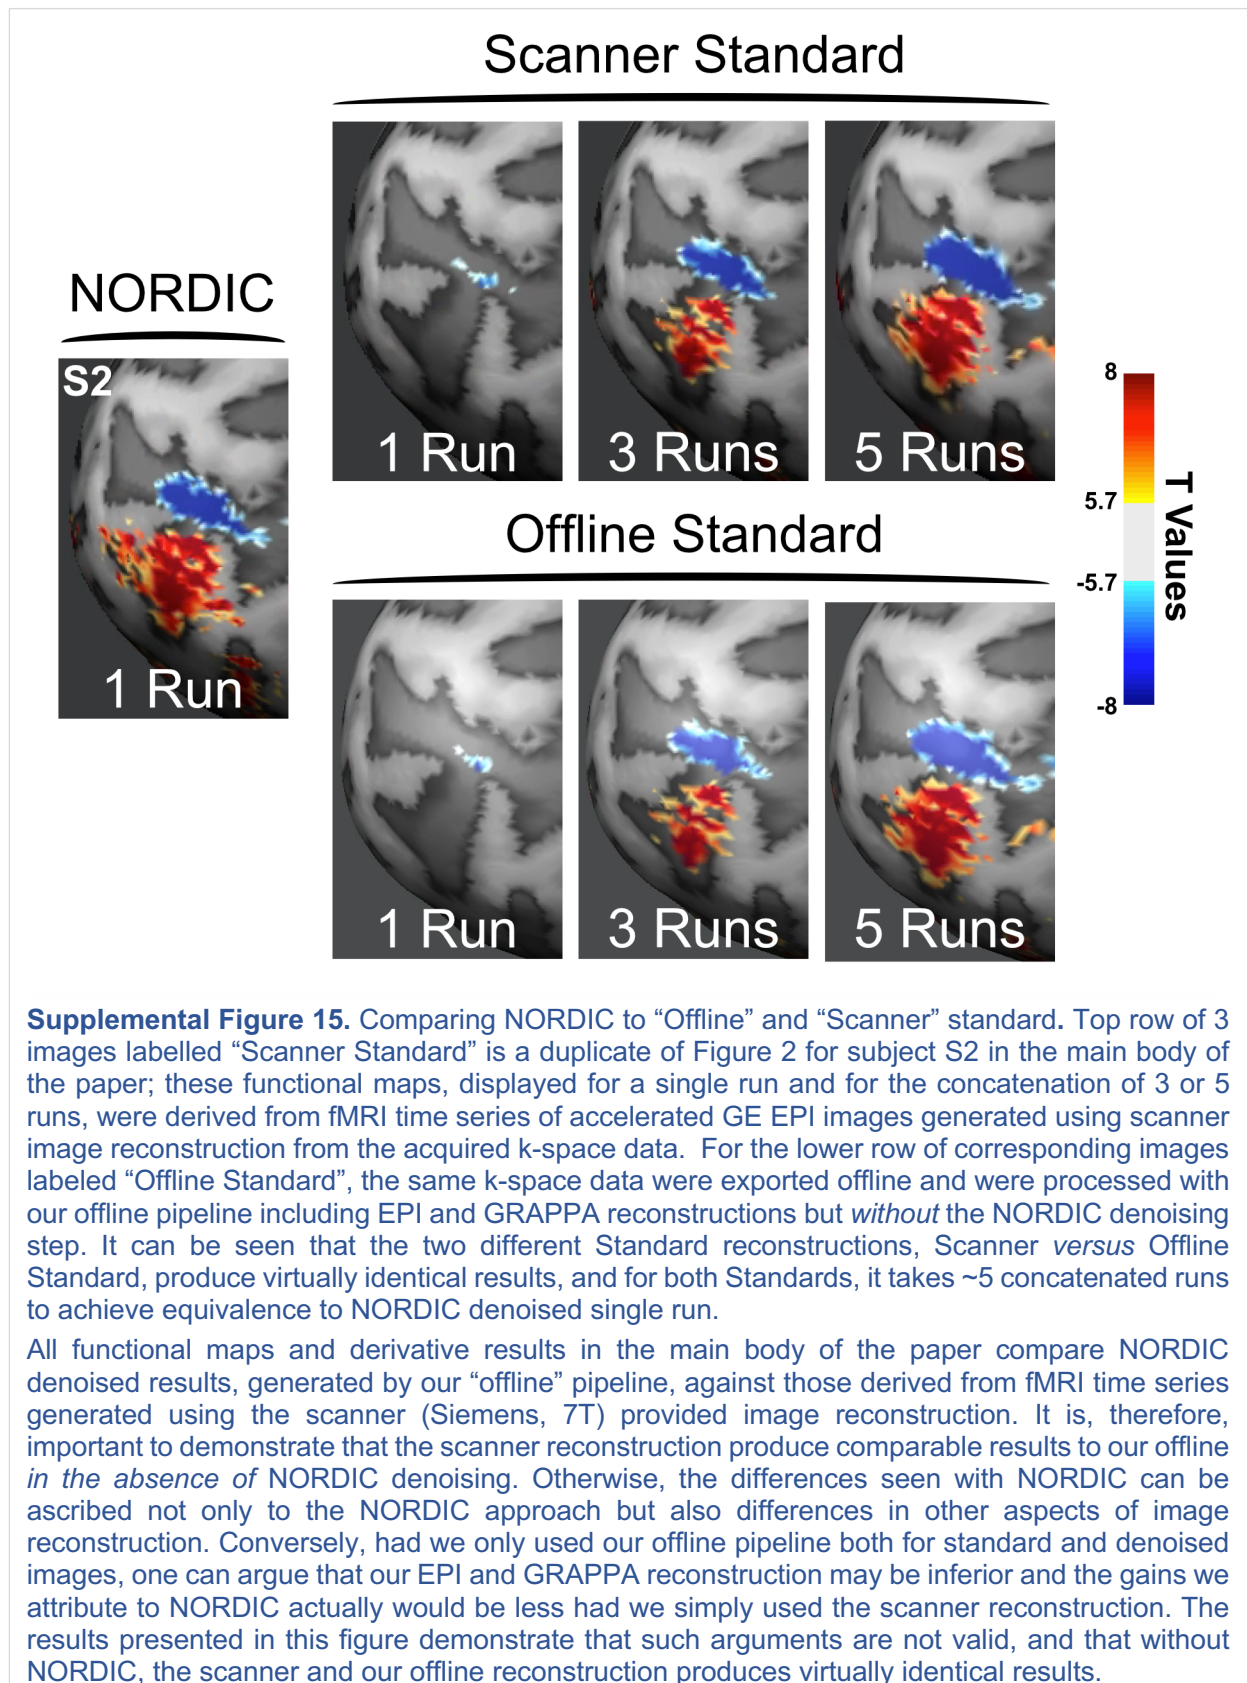 Scanner Standard
NORDIC
S2
1 Run
1 Run
3 Runs
5 Runs
Offline Standard
1 Run
3 Runs
5 Runs
8
5.7
-5.7
-8
T Values
Supplemental Figure 15. Comparing NORDIC to “Offline” and “Scanner” standard. Top row of 3
images labelled “Scanner Standard” is a duplicate of Figure 2 for subject S2 in the main body of
the paper; these functional maps, displayed for a single run and for the concatenation of 3 or 5
runs, were derived from fMRI time series of accelerated GE EPI images generated using scanner
image reconstruction from the acquired k-space data. For the lower row of corresponding images
labeled “Offline Standard”, the same k-space data were exported offline and were processed with
our offline pipeline including EPI and GRAPPA reconstructions but without the NORDIC denoising
step. It can be seen that the two different Standard reconstructions, Scanner versus Offline
Standard, produce virtually identical results, and for both Standards, it takes ~5 concatenated runs
to achieve equivalence to NORDIC denoised single run.
All functional maps and derivative results in the main body of the paper compare NORDIC
denoised results, generated by our “offline” pipeline, against those derived from fMRI time series
generated using the scanner (Siemens, 7T) provided image reconstruction. It is, therefore,
important to demonstrate that the scanner reconstruction produce comparable results to our offline
in the absence of NORDIC denoising. Otherwise, the differences seen with NORDIC can be
ascribed not only to the NORDIC approach but also differences in other aspects of image
reconstruction. Conversely, had we only used our offline pipeline both for standard and denoised
images, one can argue that our EPI and GRAPPA reconstruction may be inferior and the gains we
attribute to NORDIC actually would be less had we simply used the scanner reconstruction. The
results presented in this figure demonstrate that such arguments are not valid, and that without
NORDIC, the scanner and our offline reconstruction produces virtually identical results.